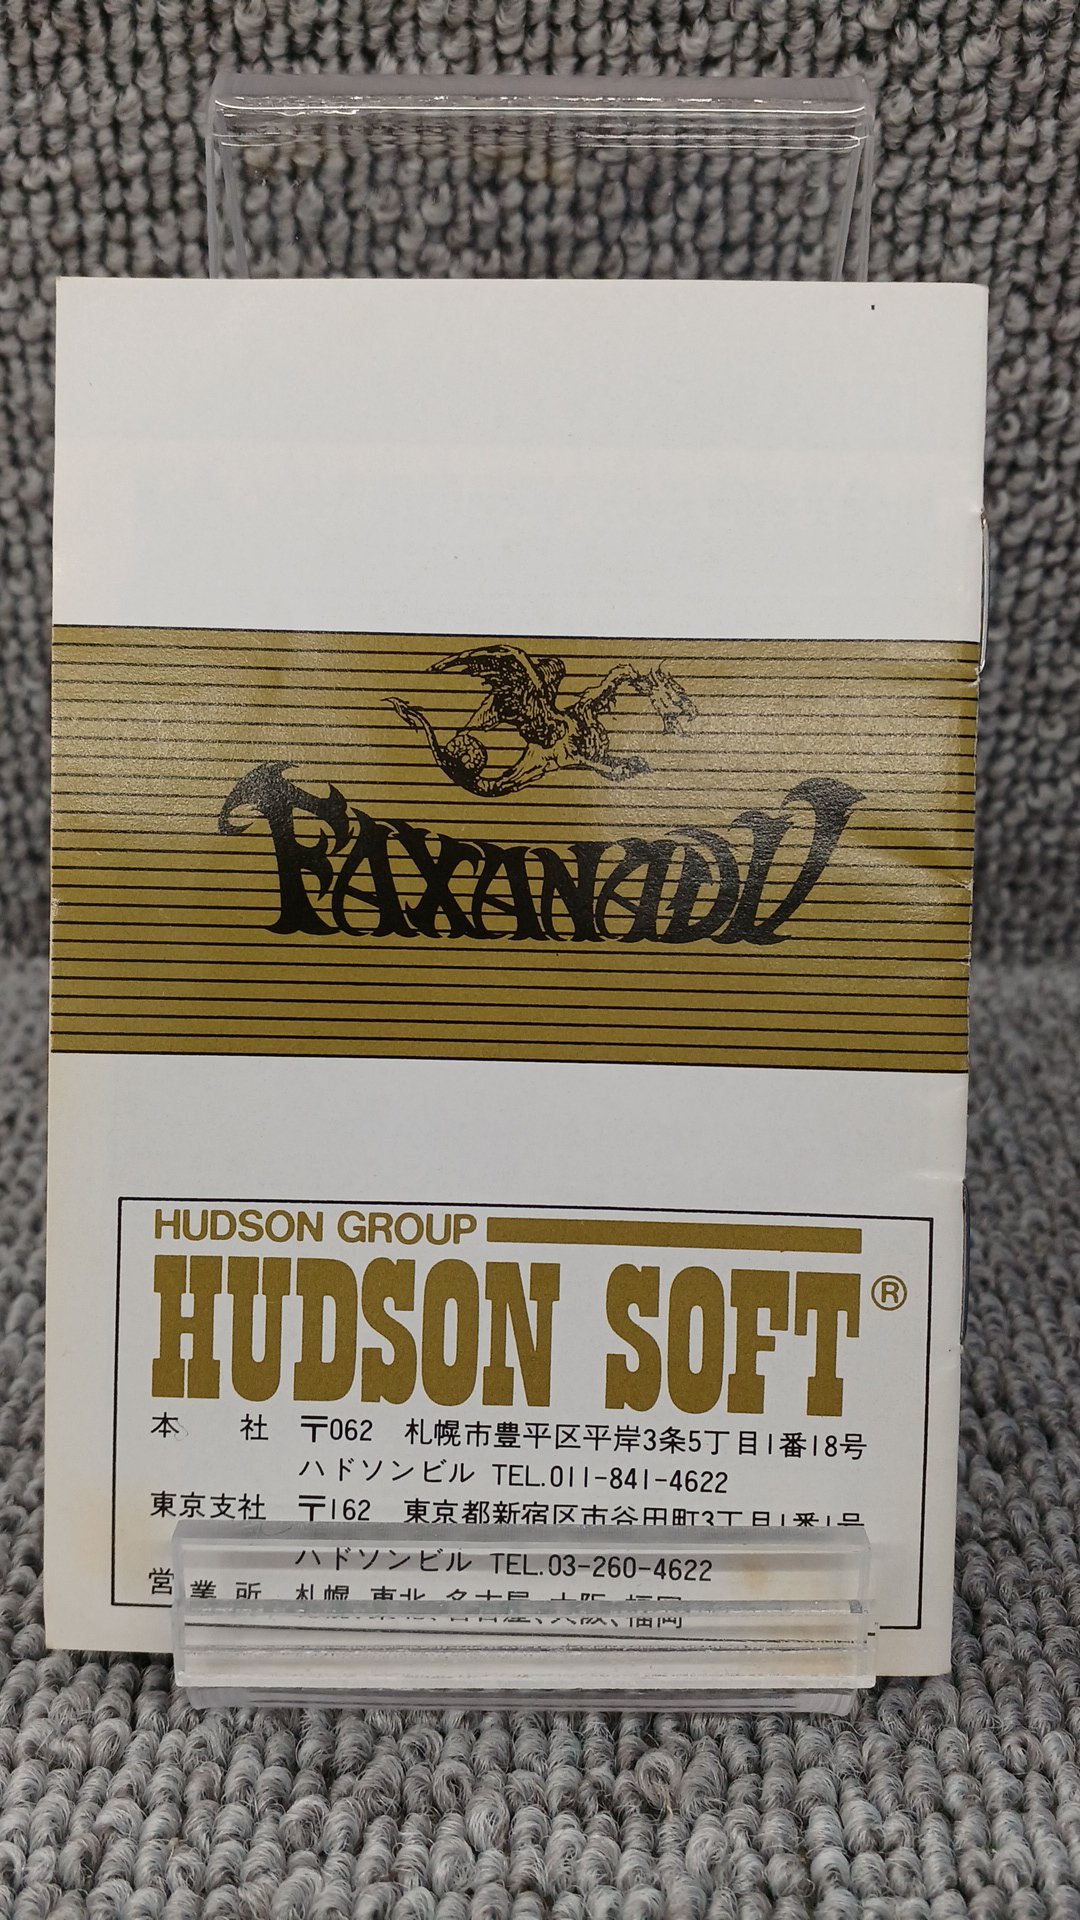 FAXANADU
HUDSON GROUP
HUDSON SOFT®
本　社 〒062 札幌市豊平区平岸3条5丁目1番18号
ハドソンビル TEL.011-841-4622
東京支社 〒162 東京都新宿区市谷田町3丁目1番1号
ハドソンビル TEL.03-260-4622
営業所 札幌、東北、名古屋、大阪、福岡